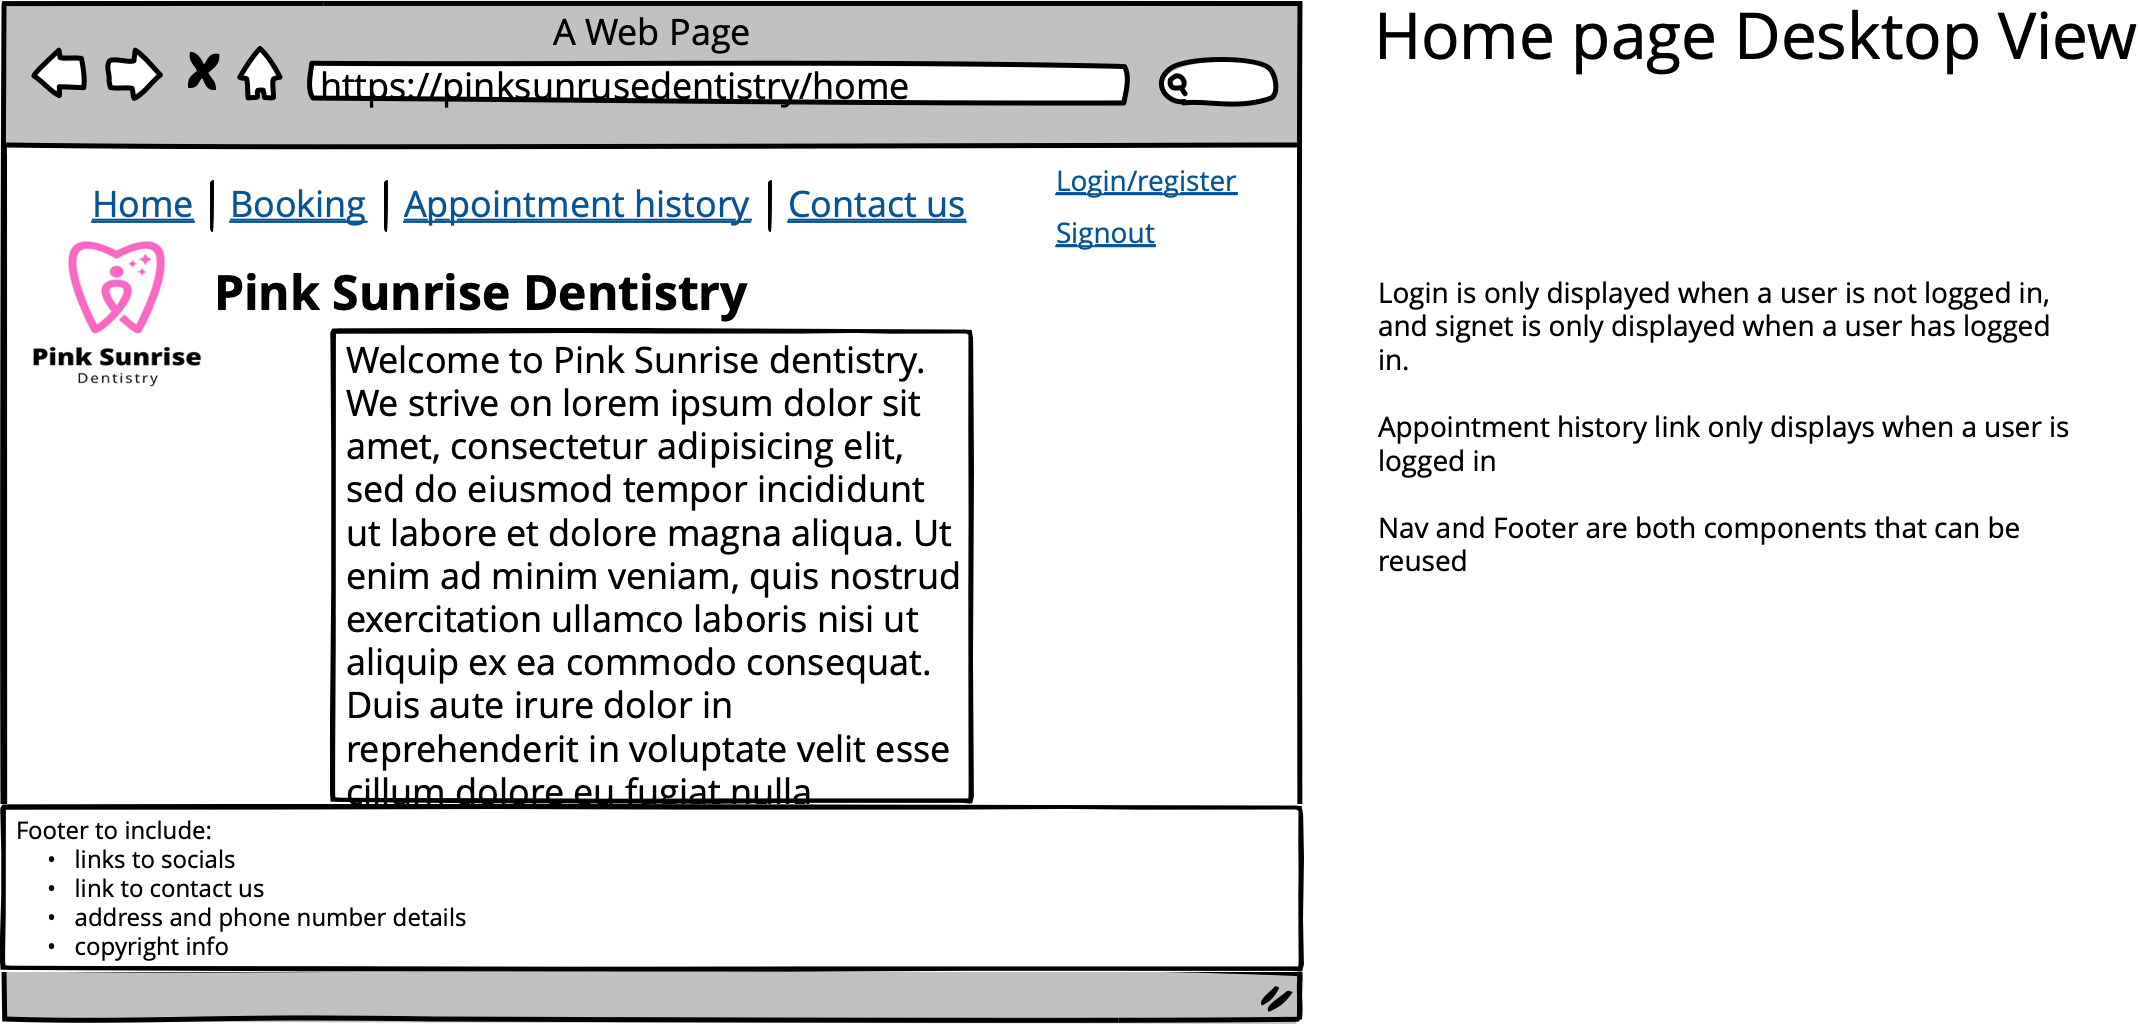 A Web Page
https://pinksunrusedentistry/home
Home page Desktop View
Home | Booking | Appointment history | Contact us
Login/register
Signout
Pink Sunrise
Dentistry
Pink Sunrise Dentistry
Welcome to Pink Sunrise dentistry.
We strive on lorem ipsum dolor sit
amet, consectetur adipisicing elit,
sed do eiusmod tempor incididunt
ut labore et dolore magna aliqua. Ut
enim ad minim veniam, quis nostrud
exercitation ullamco laboris nisi ut
aliquip ex ea commodo consequat.
Duis aute irure dolor in
reprehenderit in voluptate velit esse
cillum dolore eu fugiat nulla
Footer to include:
• links to socials
• link to contact us
• address and phone number details
• copyright info
Login is only displayed when a user is not logged in,
and signet is only displayed when a user has logged
in.
Appointment history link only displays when a user is
logged in
Nav and Footer are both components that can be
reused